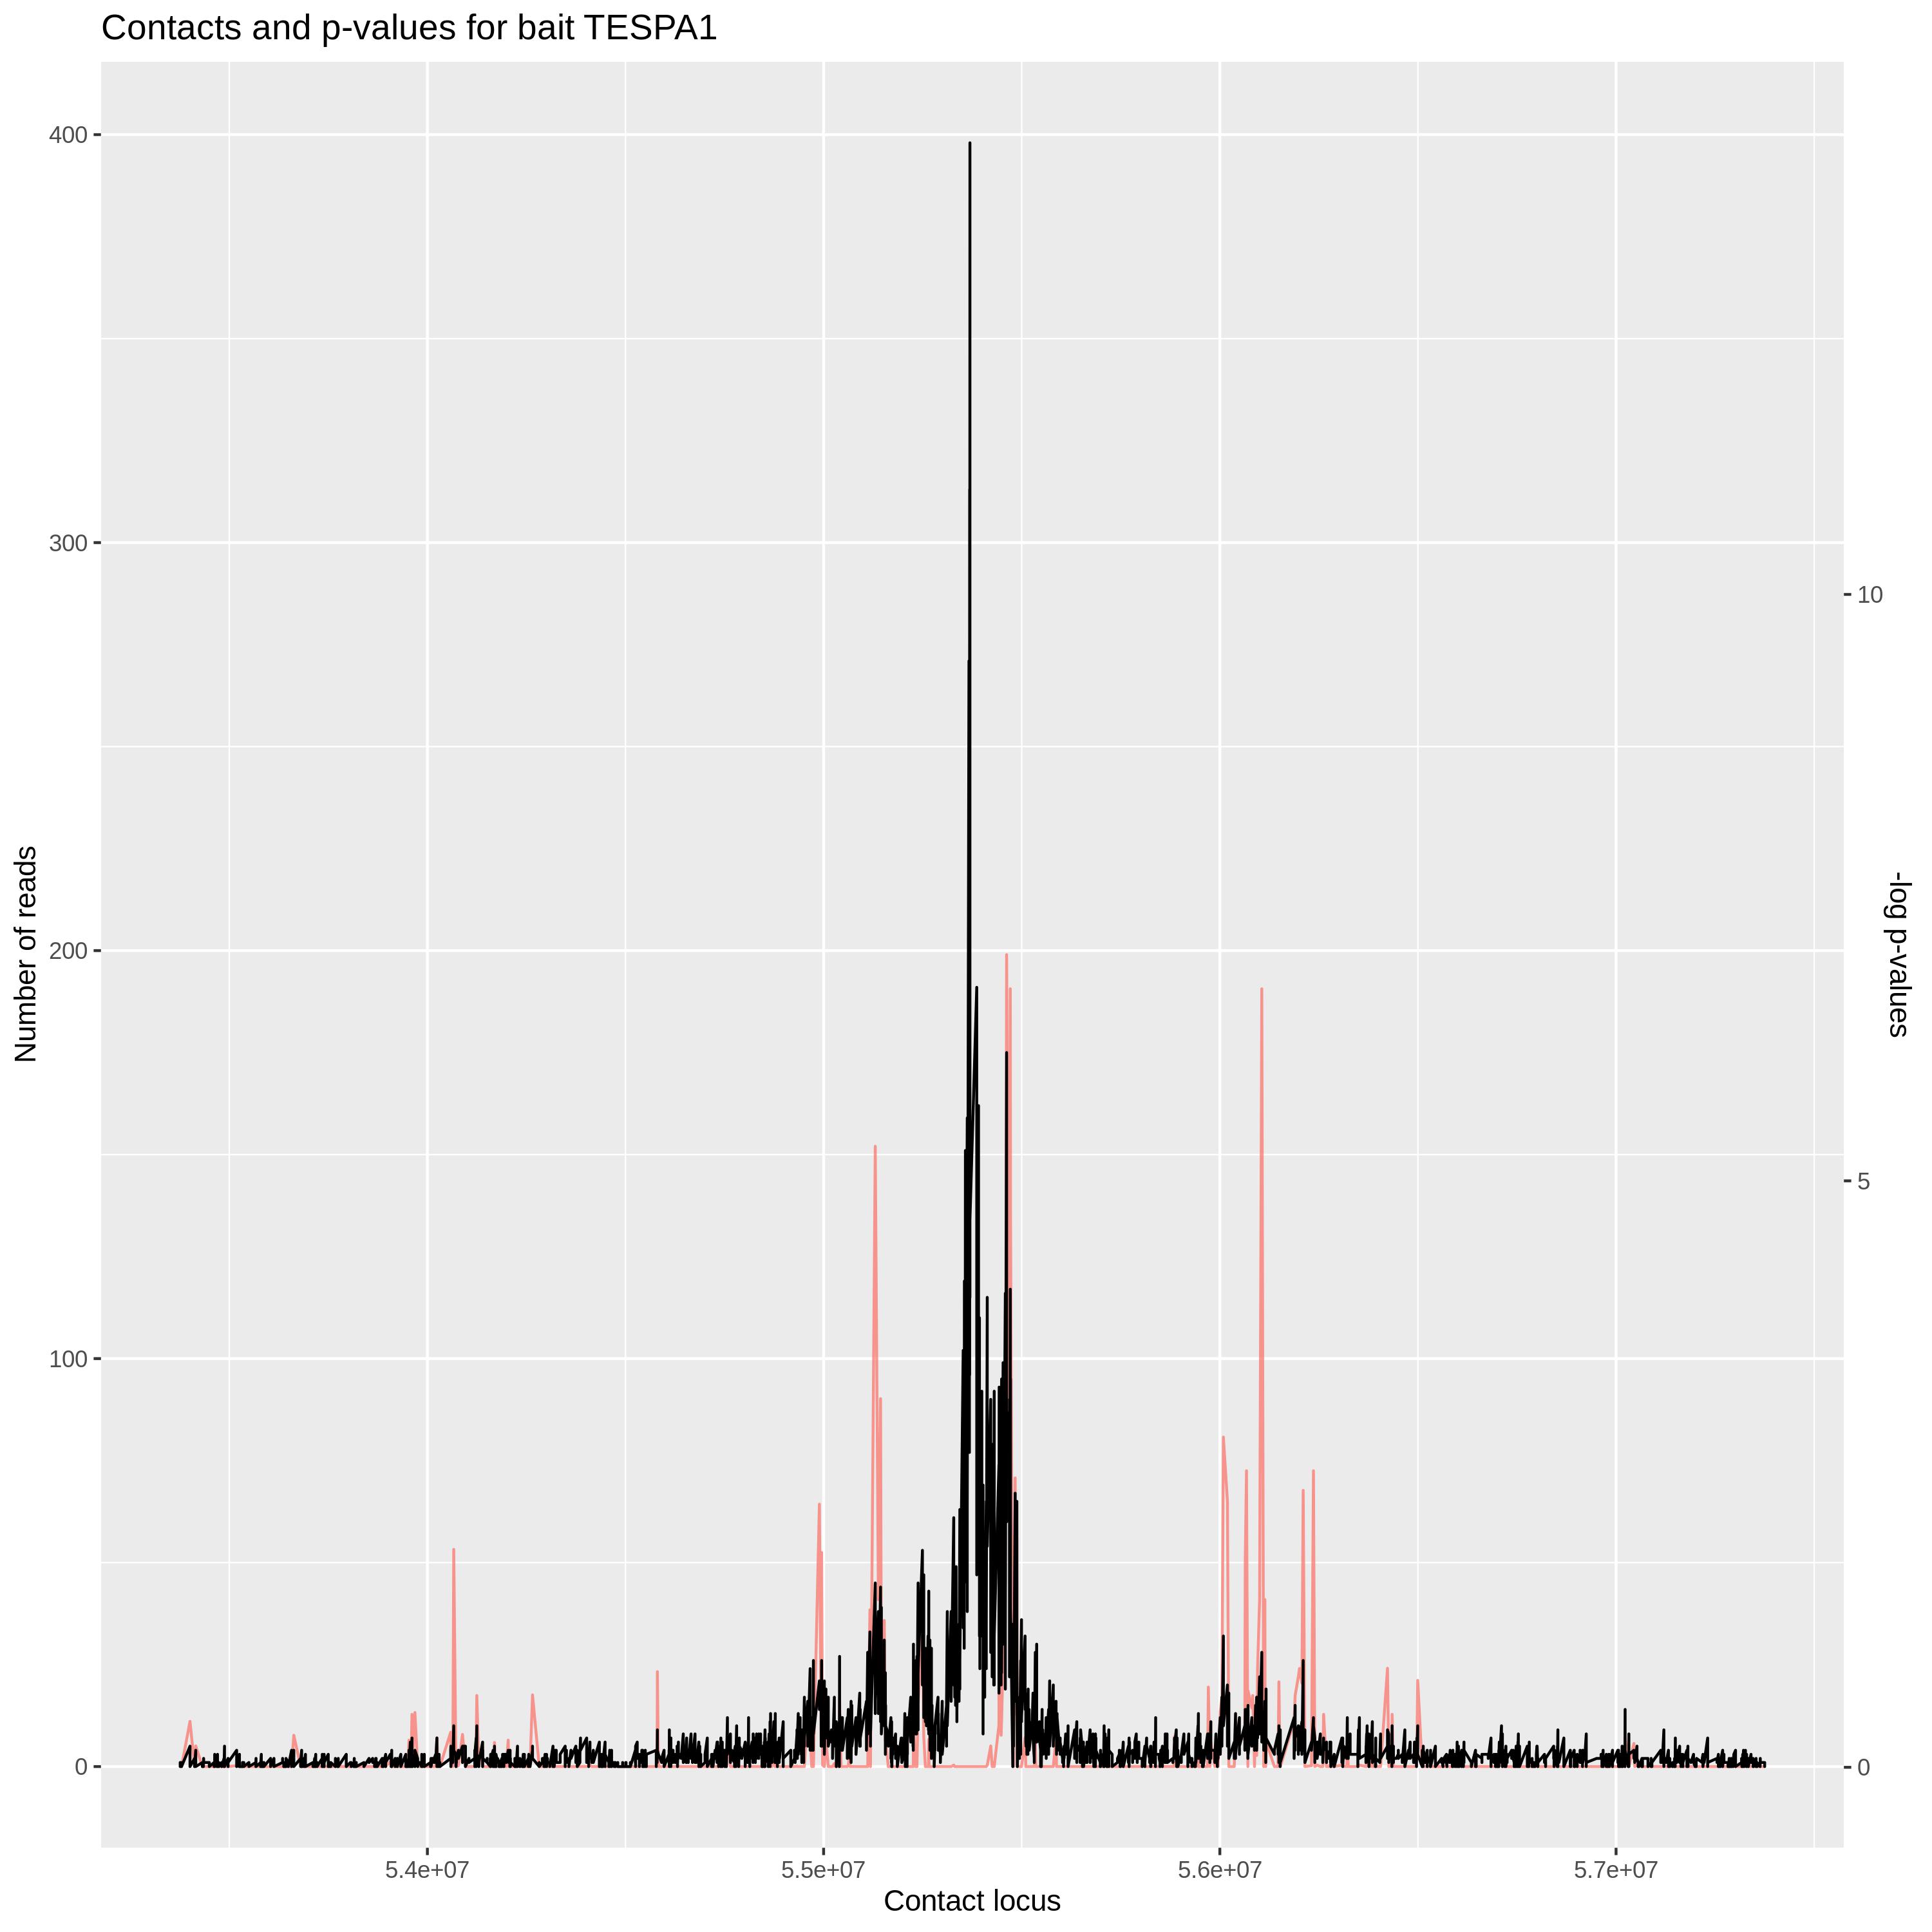 Contacts and p-values for bait TESPA1
400
300
200
100
0
Number of reads
10
5
0
-log p-values
5.4e+07
5.5e+07
5.6e+07
5.7e+07
Contact locus